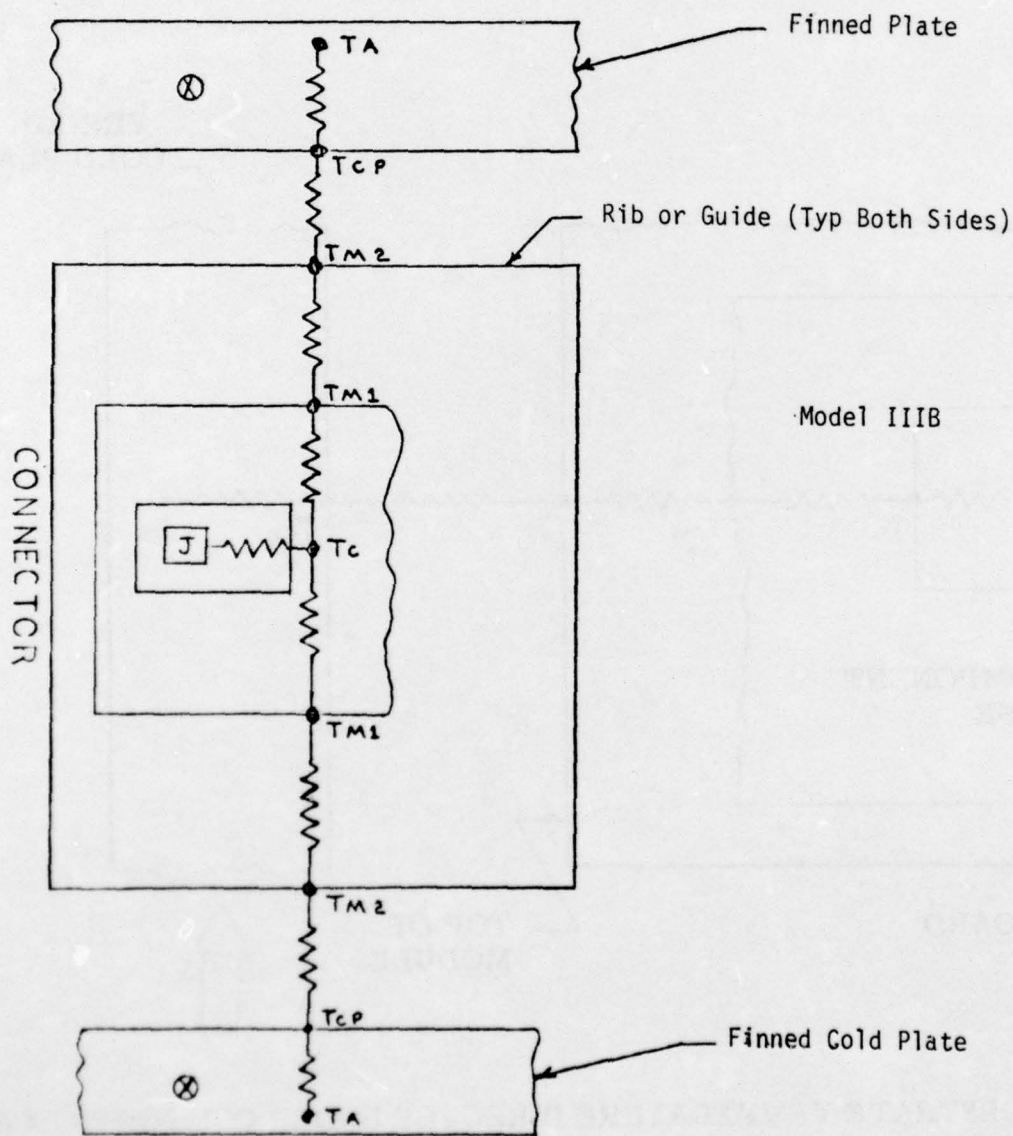 Finned Plate
TA
TCP
Rib or Guide (Typ Both Sides)
TM2
TM1
Model IIIB
CONNECTOR
J
TC
TM1
TM2
TCP
Finned Cold Plate
TA